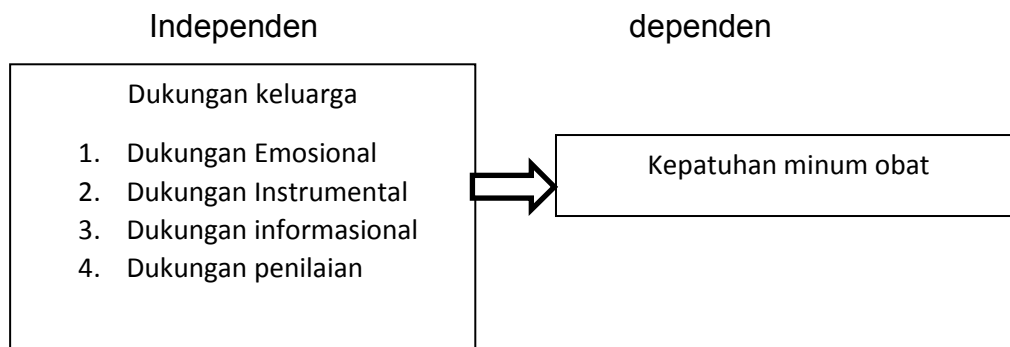 Independen dependen
Dukungan keluarga
1. Dukungan Emosional
2. Dukungan Instrumental
3. Dukungan informasional
4. Dukungan penilaian
Kepatuhan minum obat